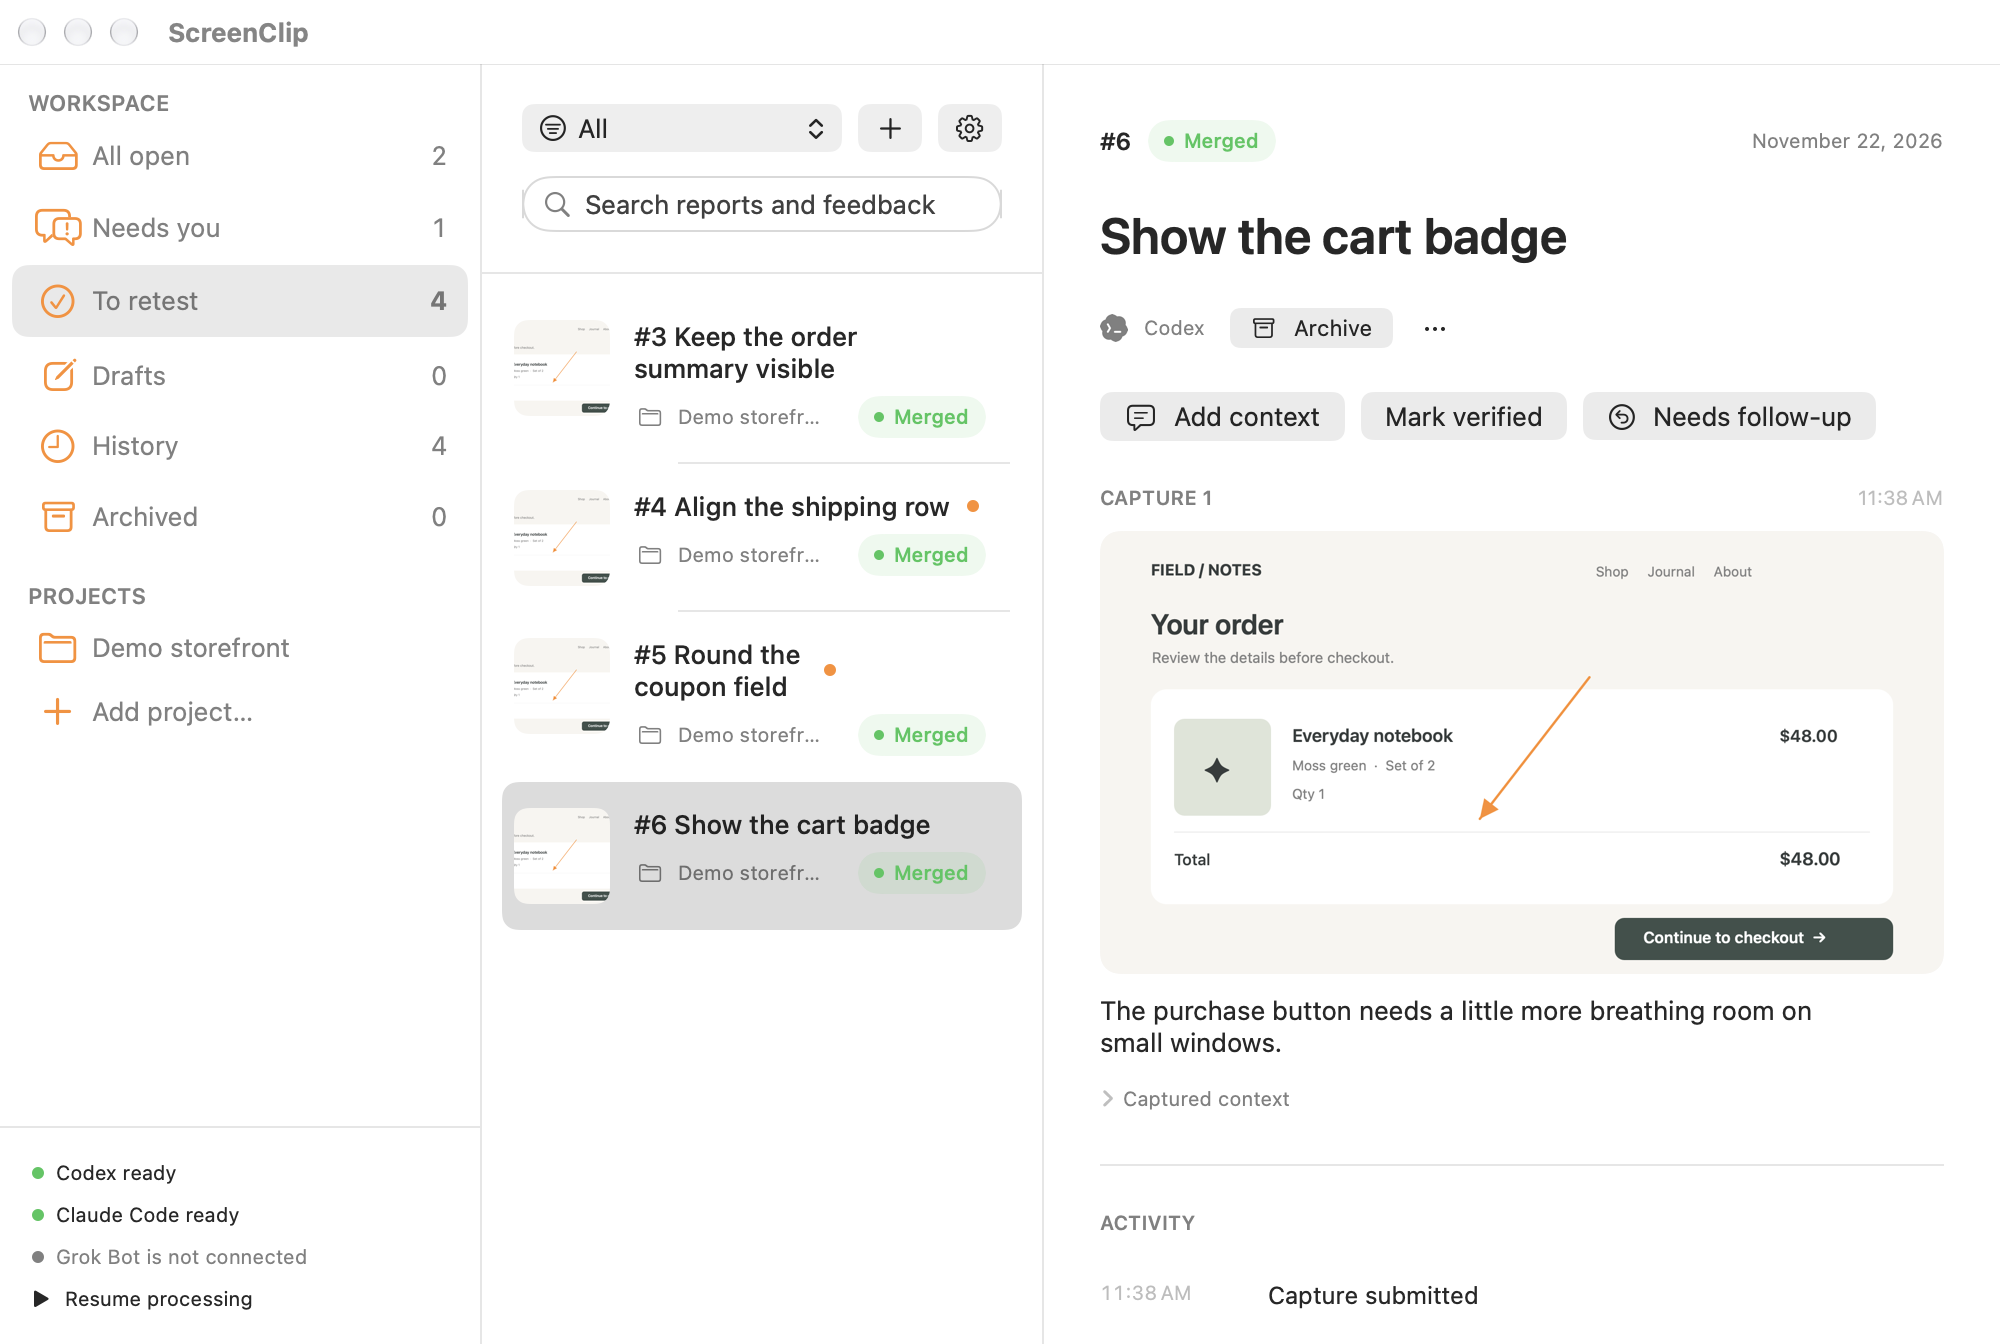 ScreenClip
WORKSPACE
All open 2
Needs you 1
To retest 4
Drafts 0
History 4
Archived 0
PROJECTS
Demo storefront
Add project...
Codex ready
Claude Code ready
Grok Bot is not connected
Resume processing
All
Search reports and feedback
#3 Keep the order
summary visible
Demo storefr... Merged
#4 Align the shipping row
Demo storefr... Merged
#5 Round the
coupon field
Demo storefr... Merged
#6 Show the cart badge
Demo storefr... Merged
#6 Merged November 22, 2026
Show the cart badge
Codex Archive
Add context Mark verified Needs follow-up
CAPTURE 1 11:38 AM
FIELD / NOTES Shop Journal About
Your order
Review the details before checkout.
Everyday notebook $48.00
Moss green · Set of 2
Qty 1
Total $48.00
Continue to checkout →
The purchase button needs a little more breathing room on
small windows.
Captured context
ACTIVITY
11:38 AM Capture submitted